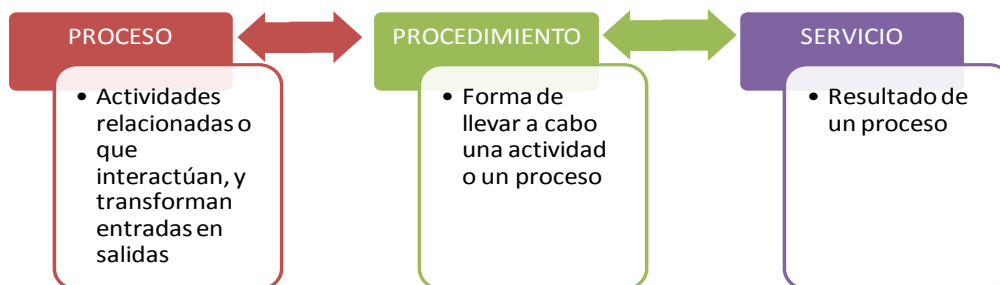 PROCESO
• Actividades
relacionadas o
que
interactúan, y
transforman
entradas en
salidas
PROCEDIMIENTO
• Forma de
llevar a cabo
una actividad
o un proceso
SERVICIO
• Resultado de
un proceso